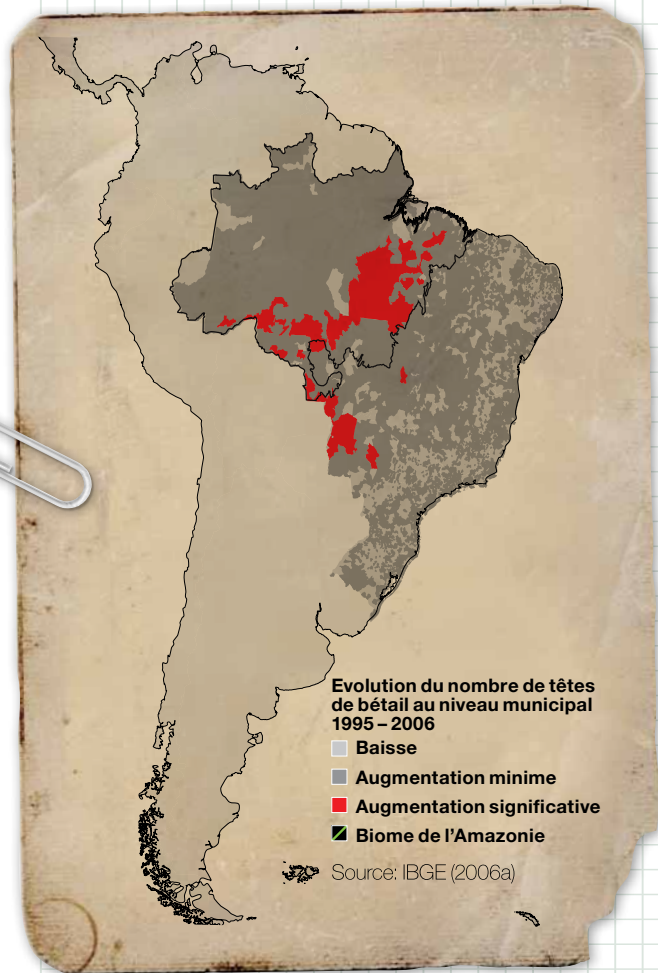 Evolution du nombre de têtes
de bétail au niveau municipal
1995 – 2006
Baisse
Augmentation minime
Augmentation significative
Biome de l'Amazonie
Source: IBGE (2006a)